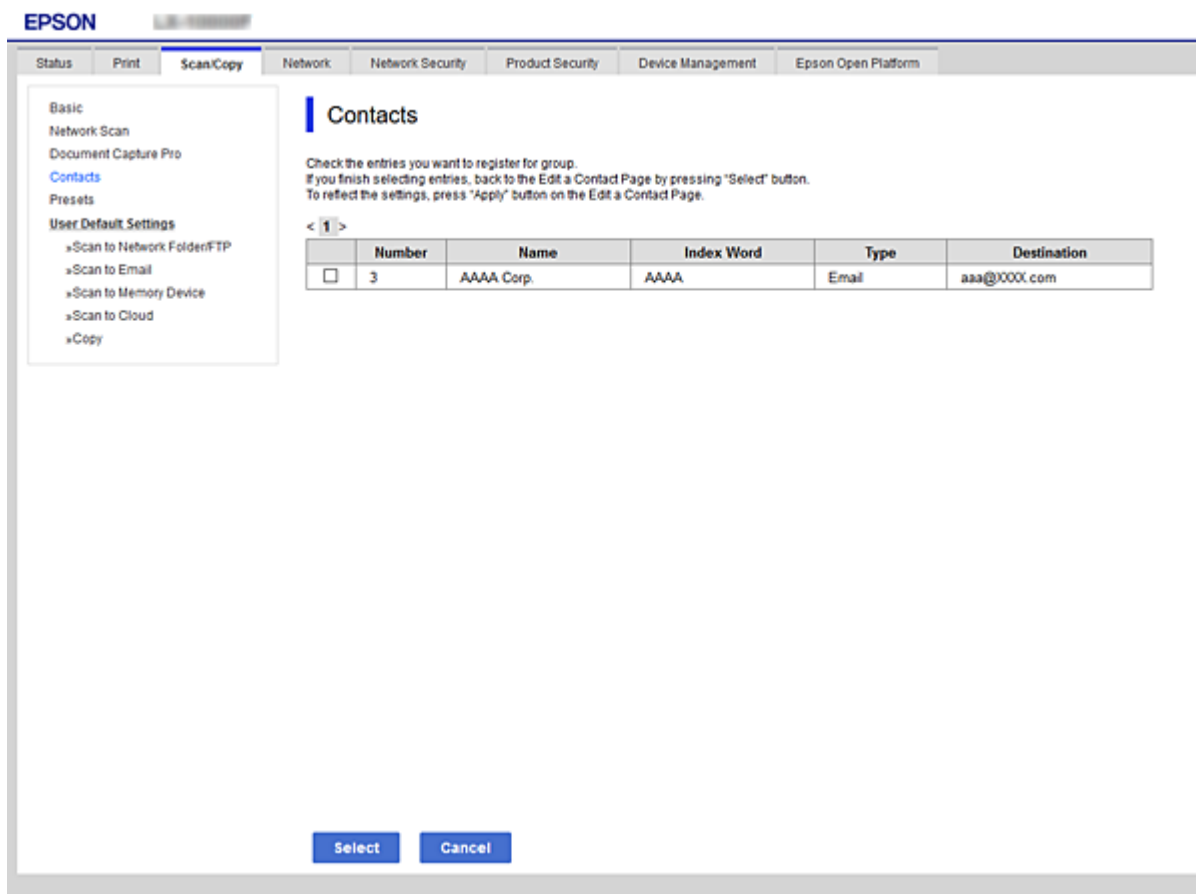 EPSON
Status Print Scan/Copy Network Network Security Product Security Device Management Epson Open Platform
Basic
Network Scan
Document Capture Pro
Contacts
Presets
User Default Settings
»Scan to Network Folder/FTP
»Scan to Email
»Scan to Memory Device
»Scan to Cloud
»Copy
Contacts
Check the entries you want to register for group.
If you finish selecting entries, back to the Edit a Contact Page by pressing "Select" button.
To reflect the settings, press "Apply" button on the Edit a Contact Page.
< 1 >
Number Name Index Word Type Destination
3 AAAA Corp. AAAA Email aaa@XXXX.com
Select Cancel